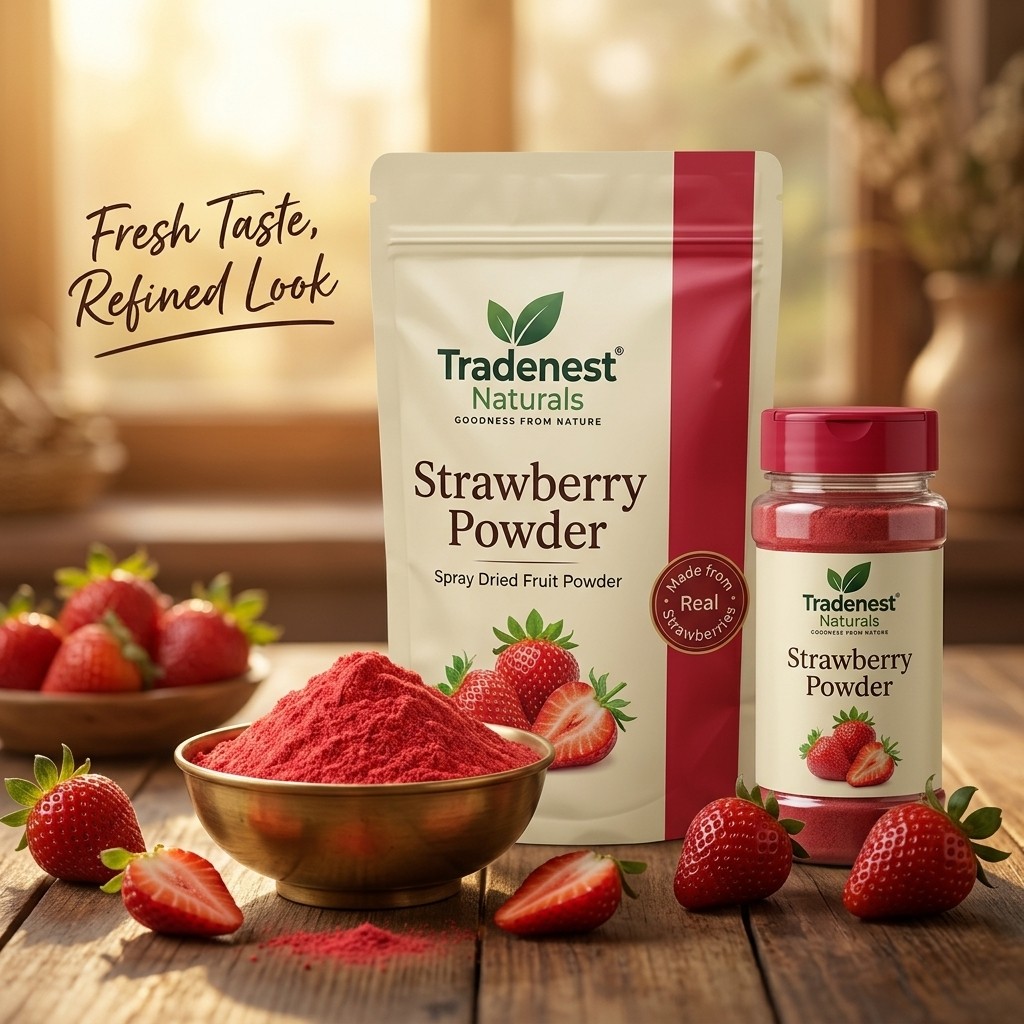 Fresh Taste,
Refined Look
Tradenest®
Naturals
GOODNESS FROM NATURE
Strawberry
Powder
Spray Dried Fruit Powder
Made from
Real
Strawberries
Tradenest®
Naturals
GOODNESS FROM NATURE
Strawberry
Powder